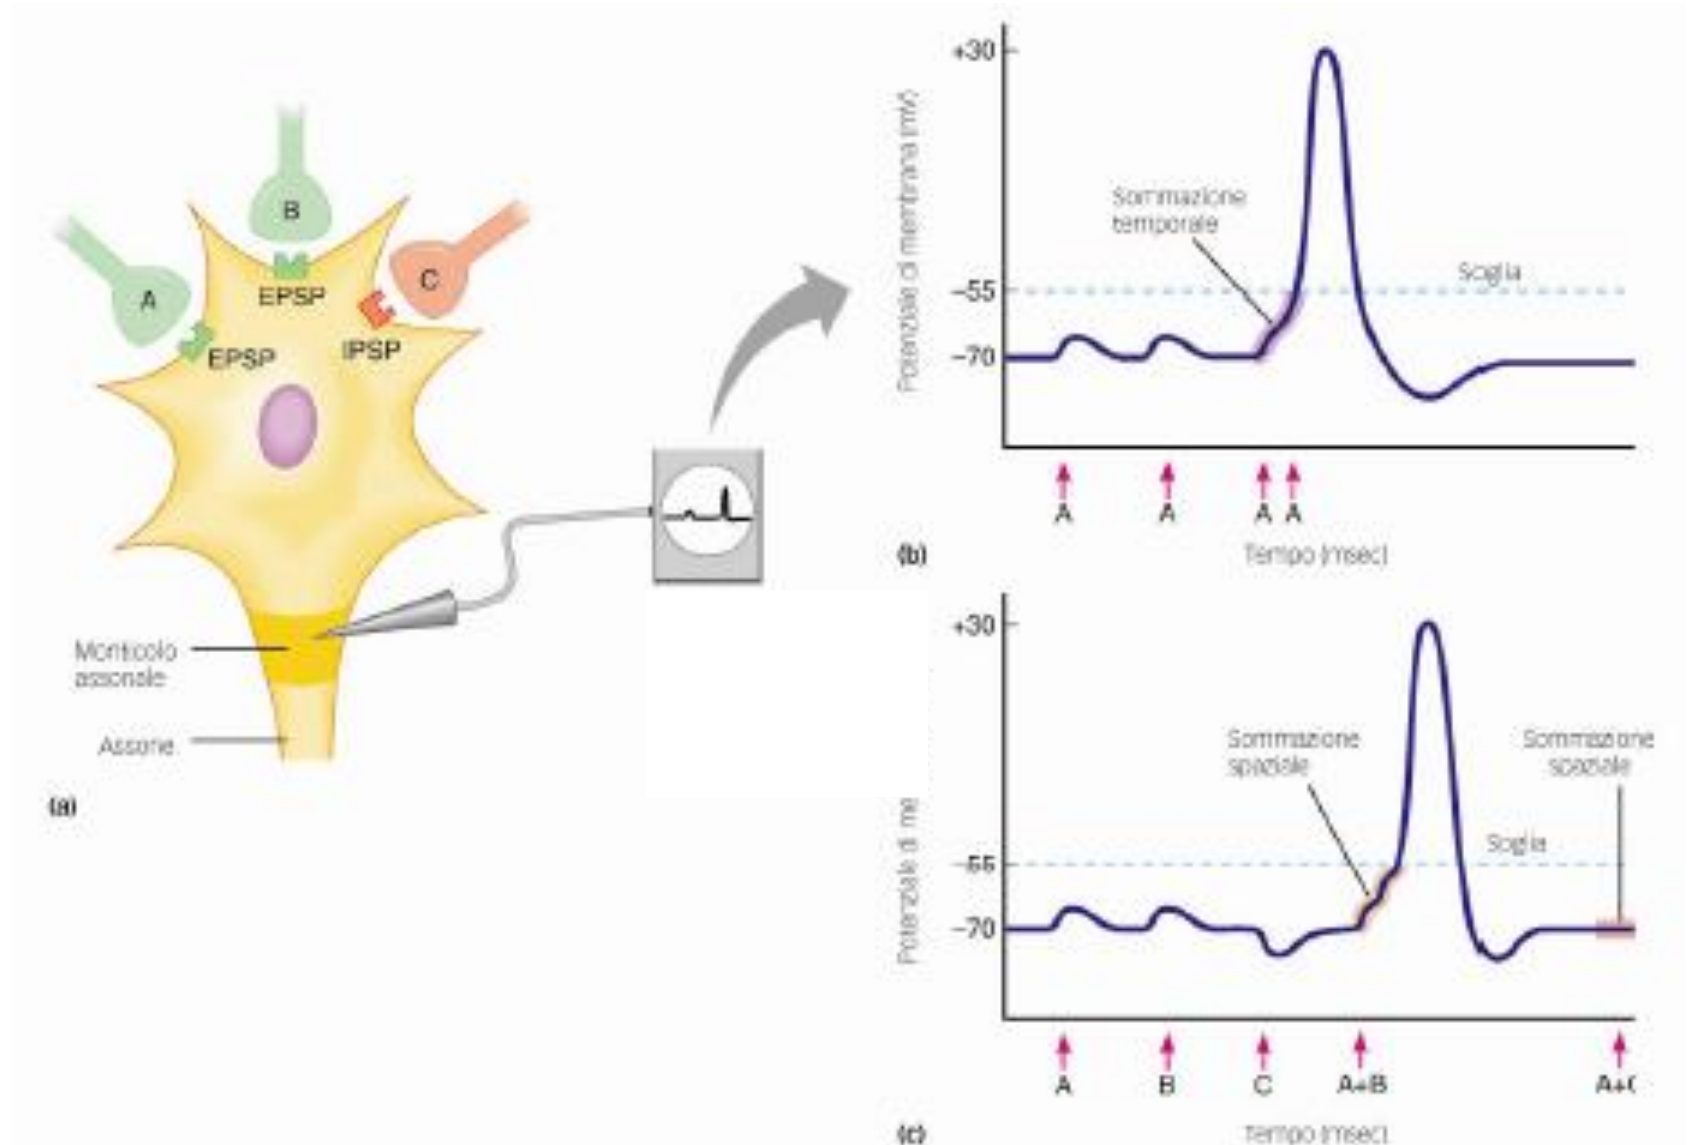 B
A
C
EPSP
EPSP
IPSP
Monticolo
assonale
Assone
(a)
Potenziale di membrana (mV)
+30
Sommazione
temporale
Soglia
–55
–70
A
A
A
A
(b)
Tempo (msec)
Potenziale di me
+30
Sommazione
spaziale
Sommazione
spaziale
Soglia
–55
–70
A
B
C
A+B
A+(
(c)
Tempo (msec)